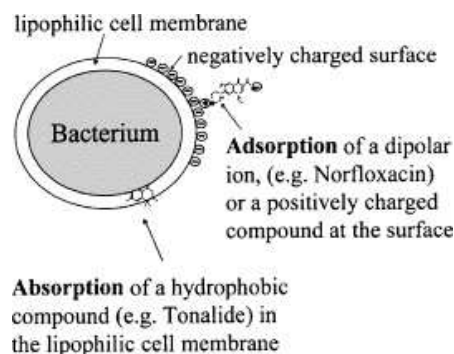 lipophilic cell membrane
negatively charged surface
Bacterium
Adsorption of a dipolar
ion, (e.g. Norfloxacin)
or a positively charged
compound at the surface
Absorption of a hydrophobic
compound (e.g. Tonalide) in
the lipophilic cell membrane